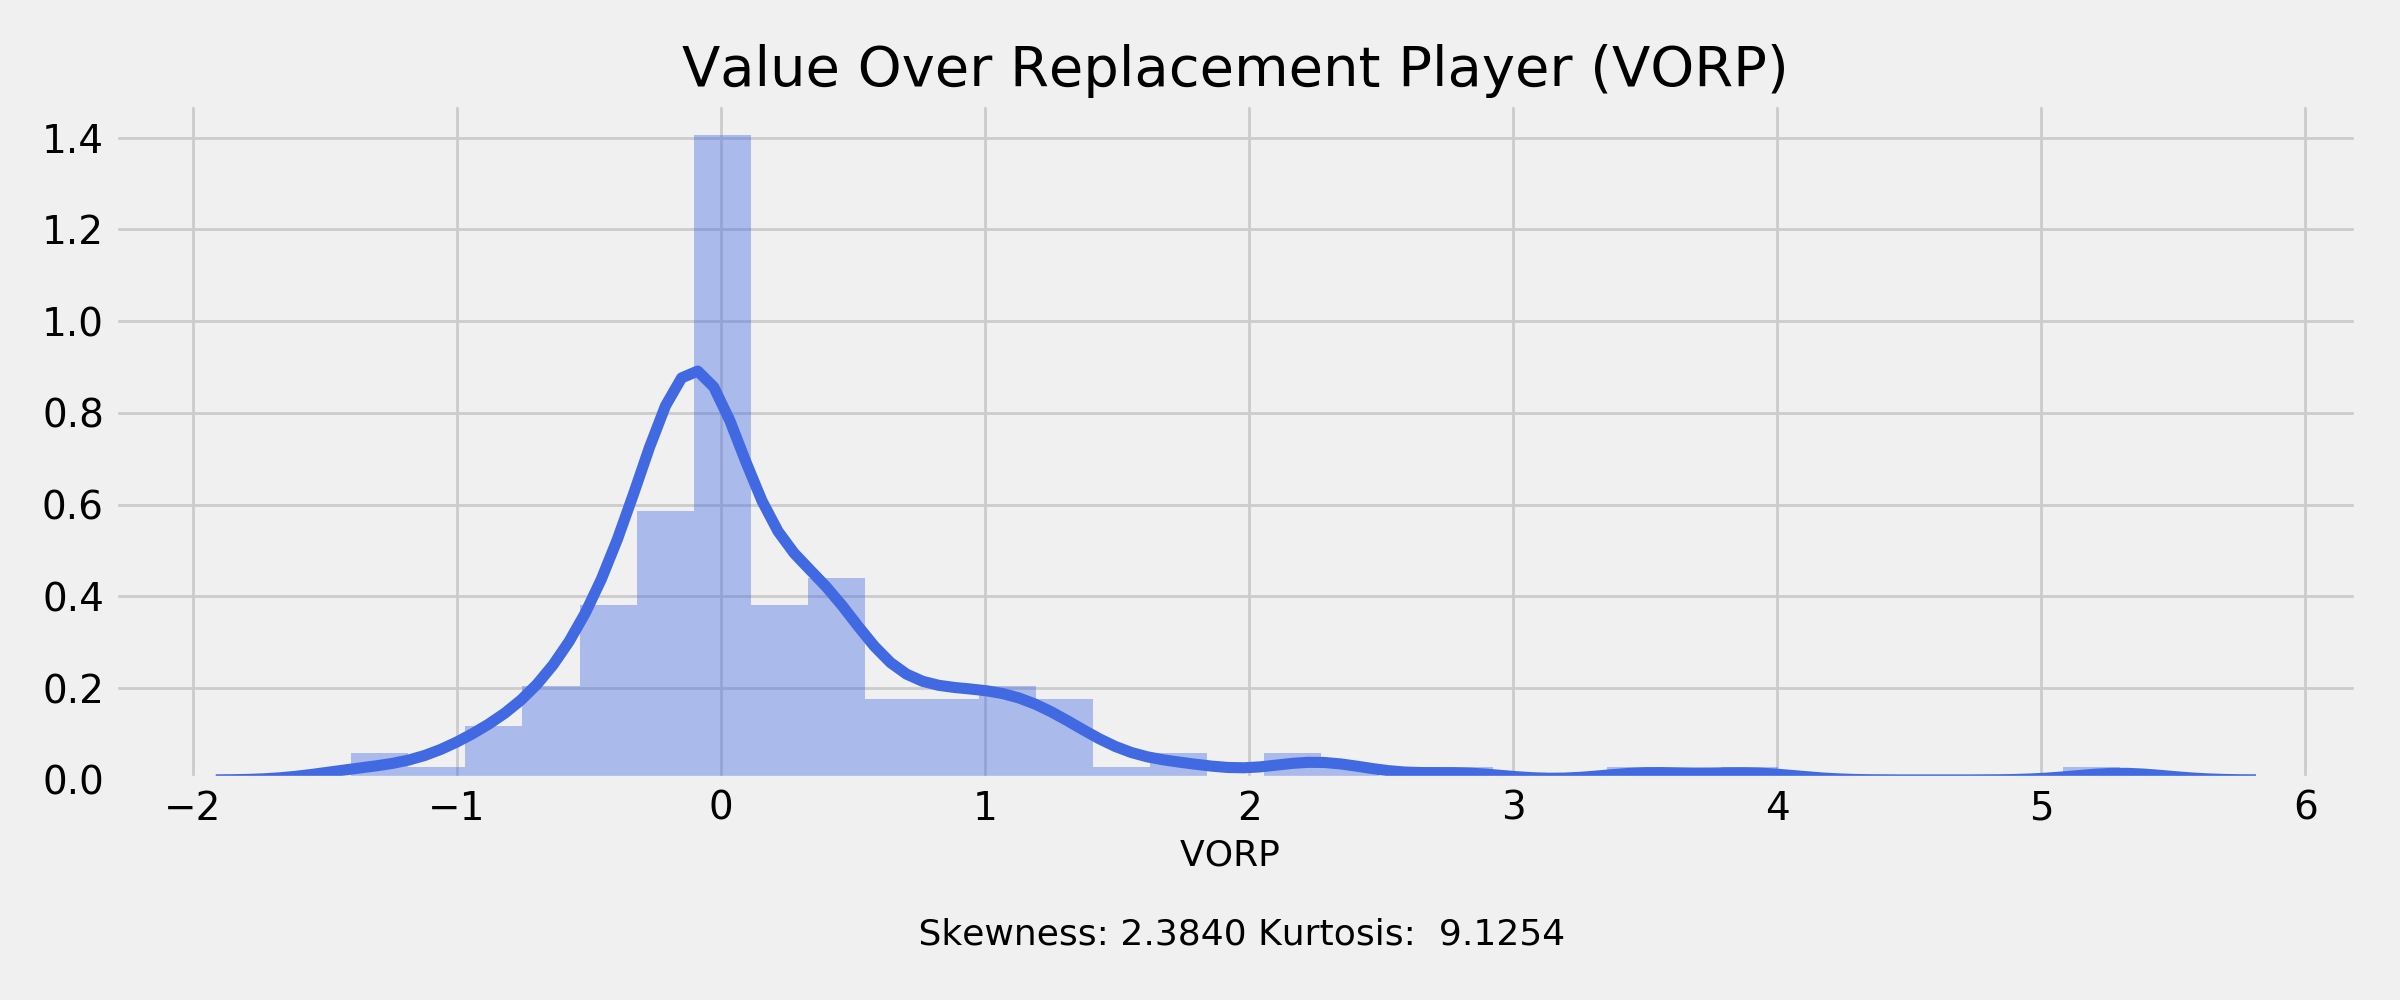 Value Over Replacement Player (VORP)
1.4
1.2
1.0
0.8
0.6
0.4
0.2
0.0
−2 −1 0 1 2 3 4 5 6
VORP
Skewness: 2.3840 Kurtosis:  9.1254